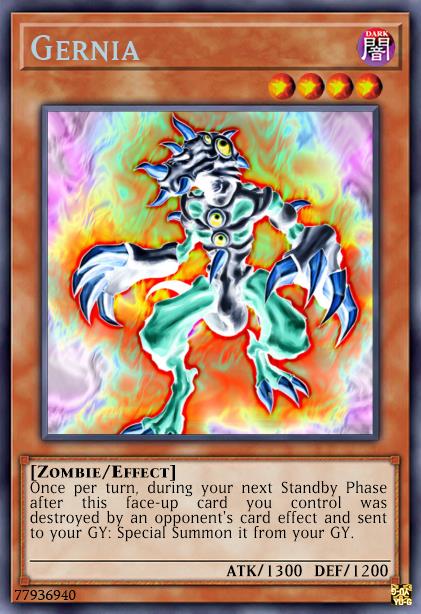 GERNIA
DARK
闇
[ZOMBIE/EFFECT]
Once per turn, during your next Standby Phase
after this face-up card you control was
destroyed by an opponent's card effect and sent
to your GY: Special Summon it from your GY.
ATK/1300 DEF/1200
77936940